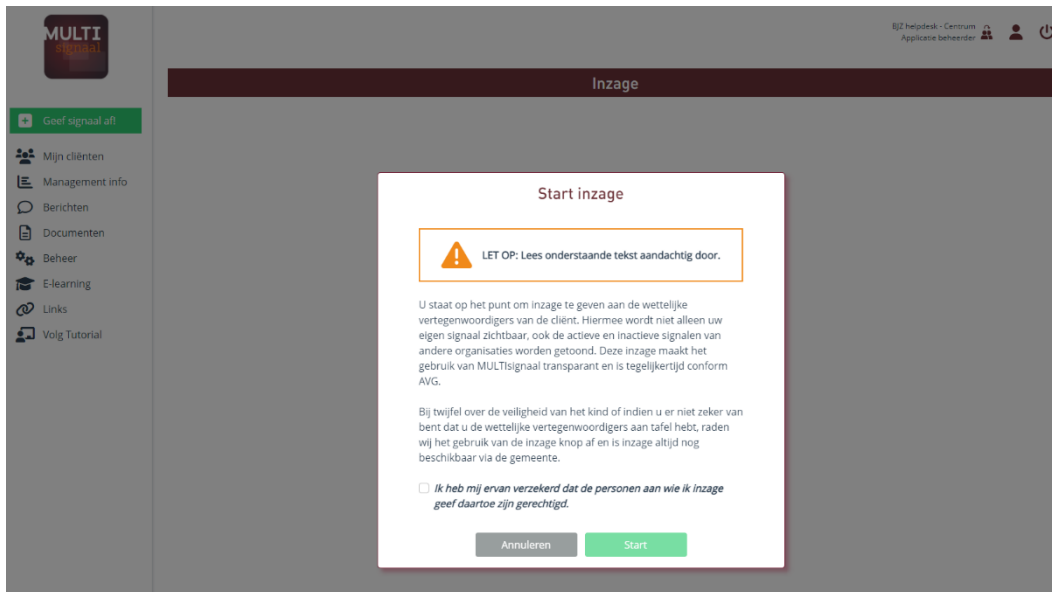 MULTI
signaal
BJZ helpdesk - Centrum
Applicatie beheerder
Inzage
Geef signaal af!
Mijn cliënten
Management info
Berichten
Documenten
Beheer
E-learning
Links
Volg Tutorial
Start inzage
LET OP: Lees onderstaande tekst aandachtig door.
U staat op het punt om inzage te geven aan de wettelijke
vertegenwoordigers van de cliënt. Hiermee wordt niet alleen uw
eigen signaal zichtbaar, ook de actieve en inactieve signalen van
andere organisaties worden getoond. Deze inzage maakt het
gebruik van MULTIsignaal transparant en is tegelijkertijd conform
AVG.
Bij twijfel over de veiligheid van het kind of indien u er niet zeker van
bent dat u de wettelijke vertegenwoordigers aan tafel hebt, raden
wij het gebruik van de inzage knop af en is inzage altijd nog
beschikbaar via de gemeente.
Ik heb mij ervan verzekerd dat de personen aan wie ik inzage
geef daartoe zijn gerechtigd.
Annuleren
Start